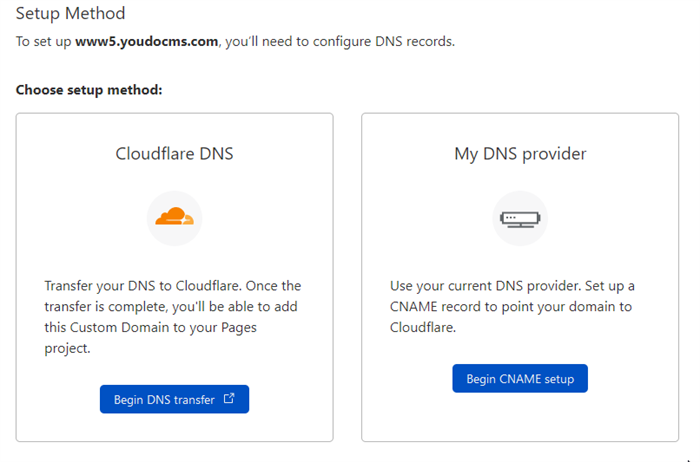 Setup Method
To set up www5.youdocms.com, you'll need to configure DNS records.
Choose setup method:
Cloudflare DNS
Transfer your DNS to Cloudflare. Once the
transfer is complete, you'll be able to add
this Custom Domain to your Pages
project.
Begin DNS transfer
My DNS provider
Use your current DNS provider. Set up a
CNAME record to point your domain to
Cloudflare.
Begin CNAME setup